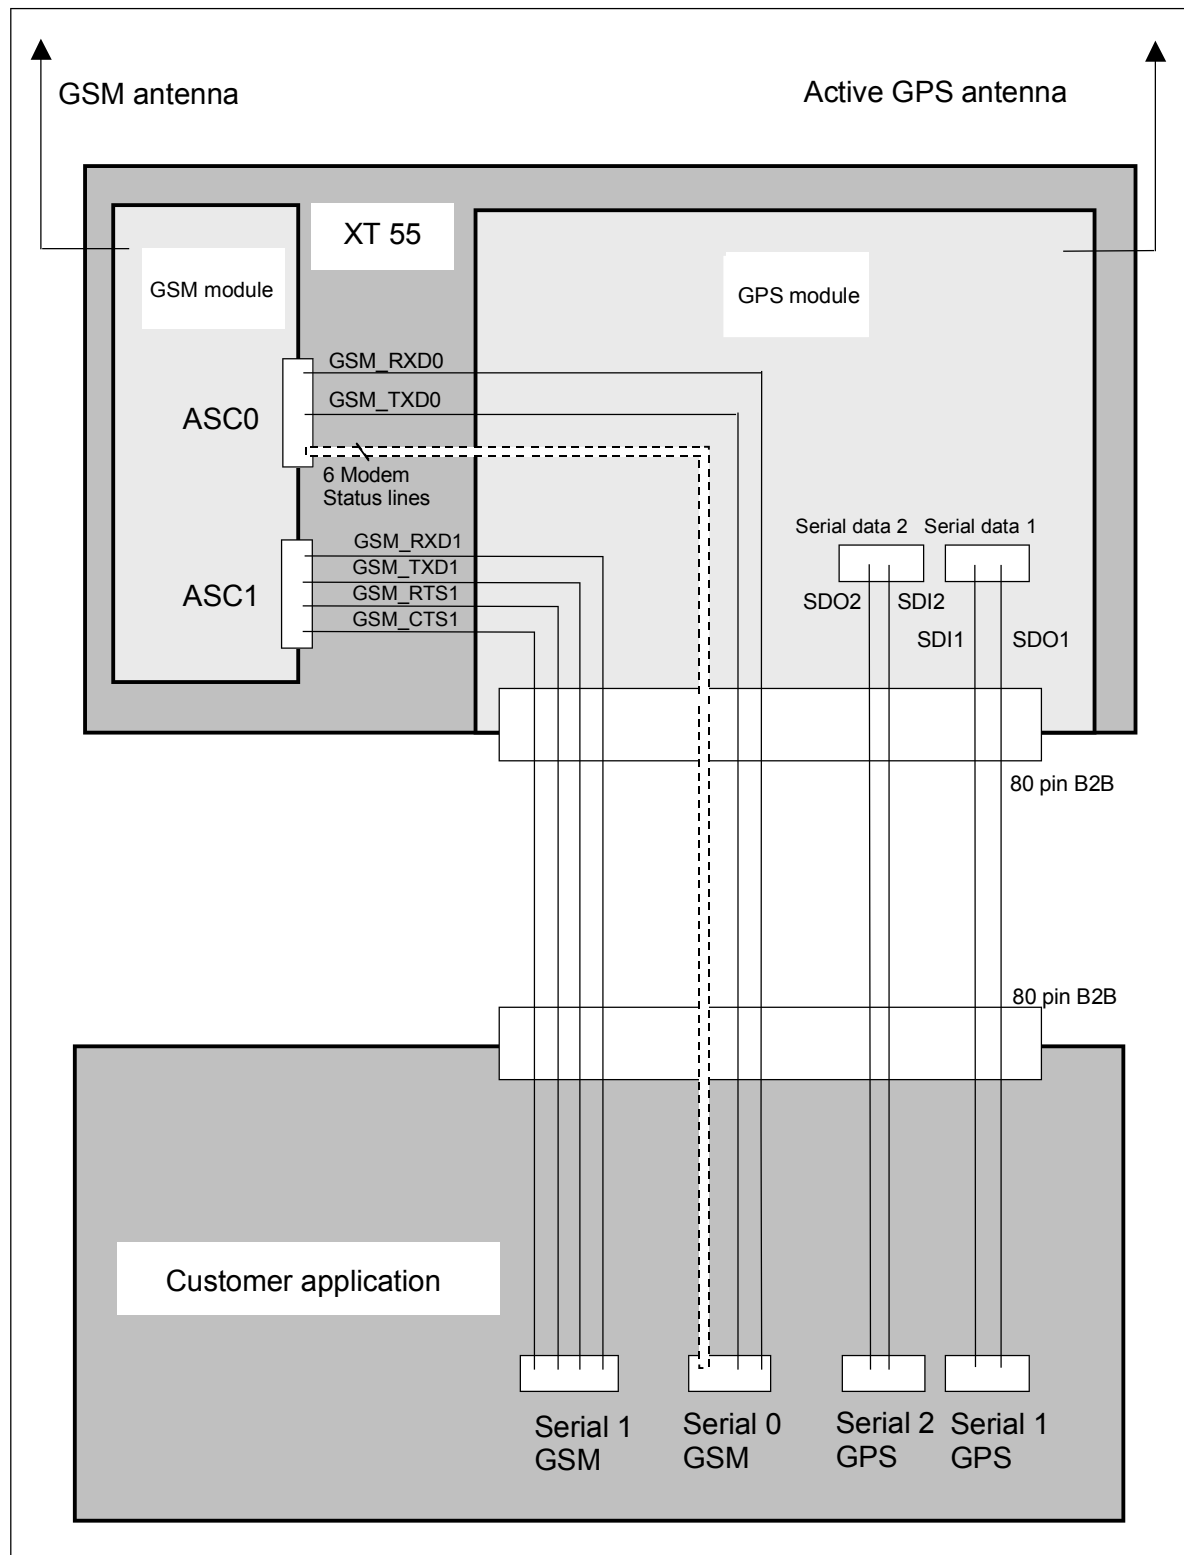 GSM antenna
Active GPS antenna
XT 55
GSM module
GPS module
GSM_RXD0
GSM_TXD0
ASC0
6 Modem
Status lines
Serial data 2
Serial data 1
GSM_RXD1
GSM_TXD1
GSM_RTS1
GSM_CTS1
ASC1
SDO2
SDI2
SDI1
SDO1
80 pin B2B
80 pin B2B
Customer application
Serial 1
GSM
Serial 0
GSM
Serial 2
GPS
Serial 1
GPS